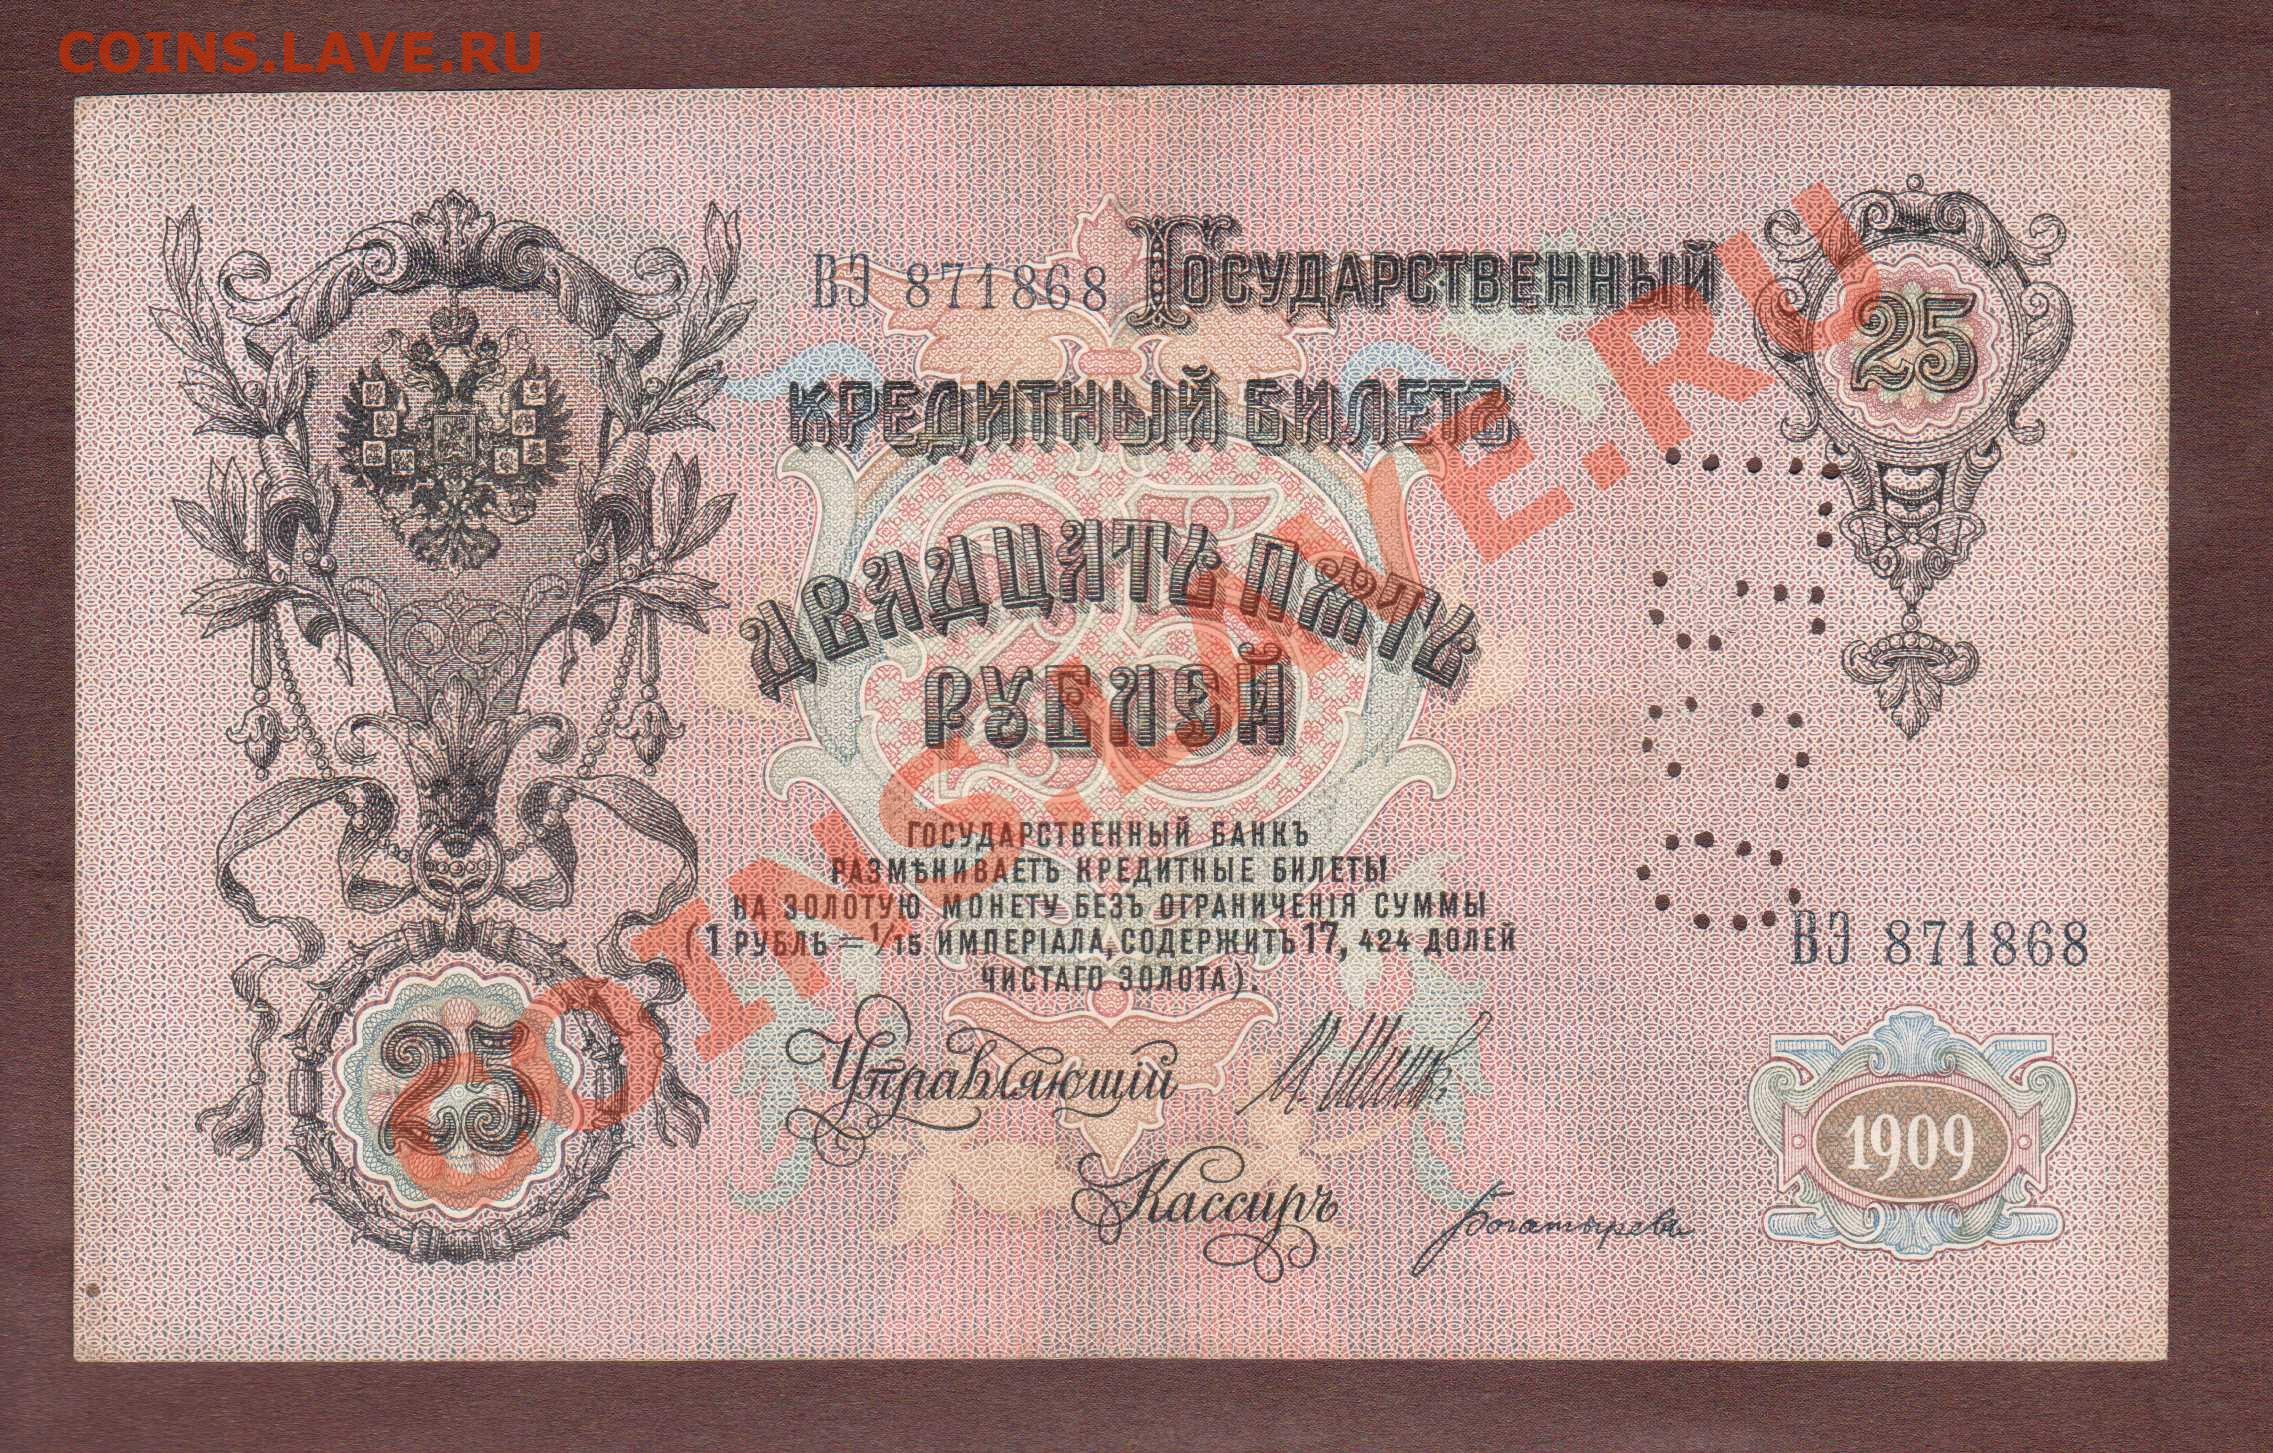 COINS.LAVE.RU
ВЭ 871868 ГОСУДАРСТВЕННЫЙ
25
КРЕДИТНЫЙ БИЛЕТЪ
ДВАДЦАТЬ ПЯТЬ
РУБЛЕЙ
ГОСУДАРСТВЕННЫЙ БАНКЪ
РАЗМѢНИВАЕТЪ КРЕДИТНЫЕ БИЛЕТЫ
НА ЗОЛОТУЮ МОНЕТУ БЕЗЪ ОГРАНИЧЕНІЯ СУММЫ
(1 РУБЛЬ = 1/15 ИМПЕРІАЛА, СОДЕРЖИТЪ 17, 424 ДОЛЕЙ
ЧИСТАГО ЗОЛОТА).
ВЭ 871868
25
Управляющій
Кассиръ
Богатыревъ
1909
COINS.LAVE.RU